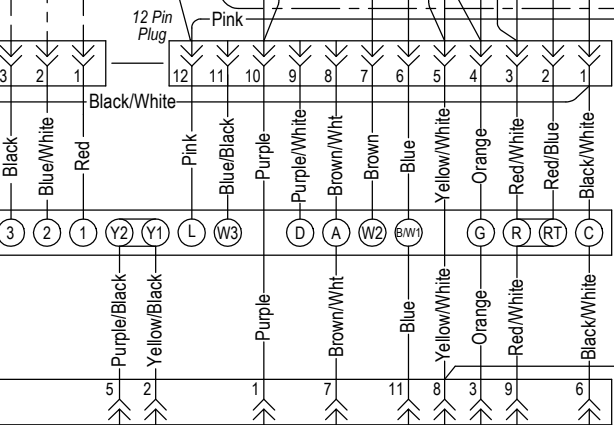 12 Pin
Plug
Pink
3 2 1 12 11 10 9 8 7 6 5 4 3 2 1
Black/White
Black Blue/White Red Pink Blue/Black Purple Purple/White Brown/Wht Brown Blue Yellow/White Orange Red/White Red/Blue Black/White
3 2 1 Y2 Y1 L W3 D A W2 B/W1 G R RT C
Purple/Black Yellow/Black Purple Brown/Wht Blue Yellow/White Orange Red/White Black/White
5 2 1 7 11 8 3 9 6